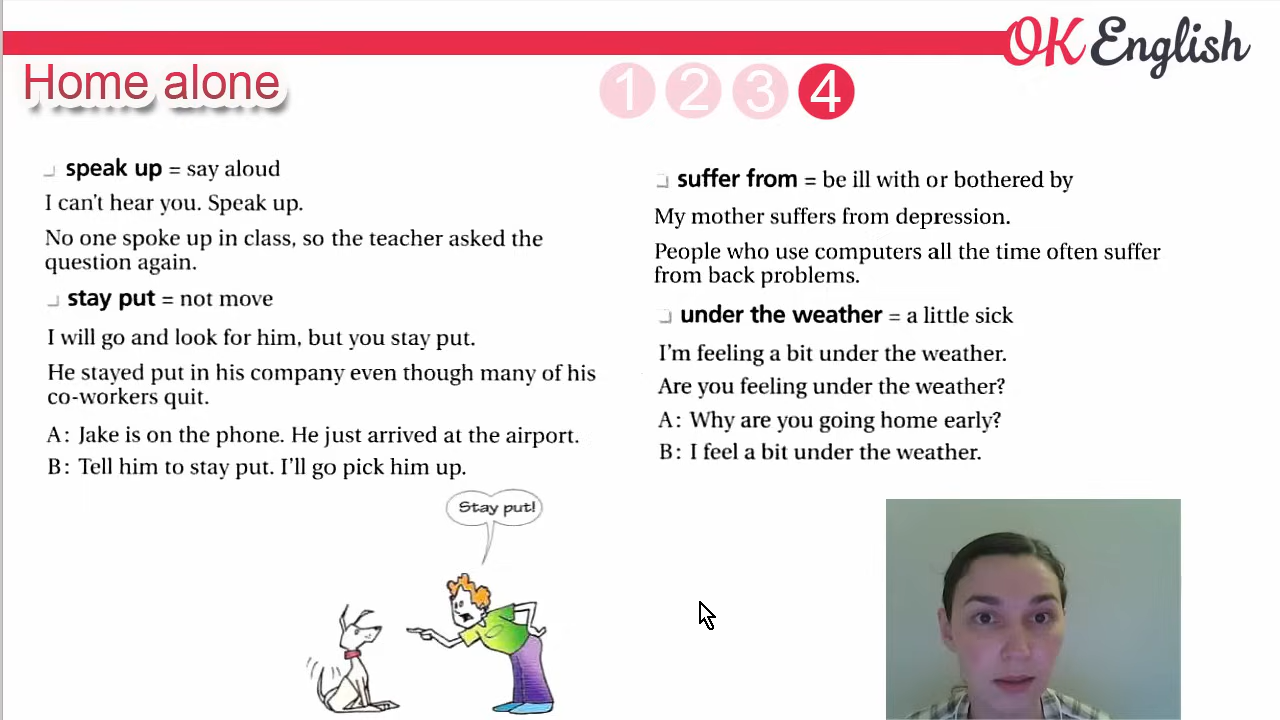 OK English
Home alone
1 2 3 4
speak up = say aloud
I can't hear you. Speak up.
No one spoke up in class, so the teacher asked the
question again.
stay put = not move
I will go and look for him, but you stay put.
He stayed put in his company even though many of his
co-workers quit.
A: Jake is on the phone. He just arrived at the airport.
B: Tell him to stay put. I'll go pick him up.
Stay put!
suffer from = be ill with or bothered by
My mother suffers from depression.
People who use computers all the time often suffer
from back problems.
under the weather = a little sick
I'm feeling a bit under the weather.
Are you feeling under the weather?
A: Why are you going home early?
B: I feel a bit under the weather.